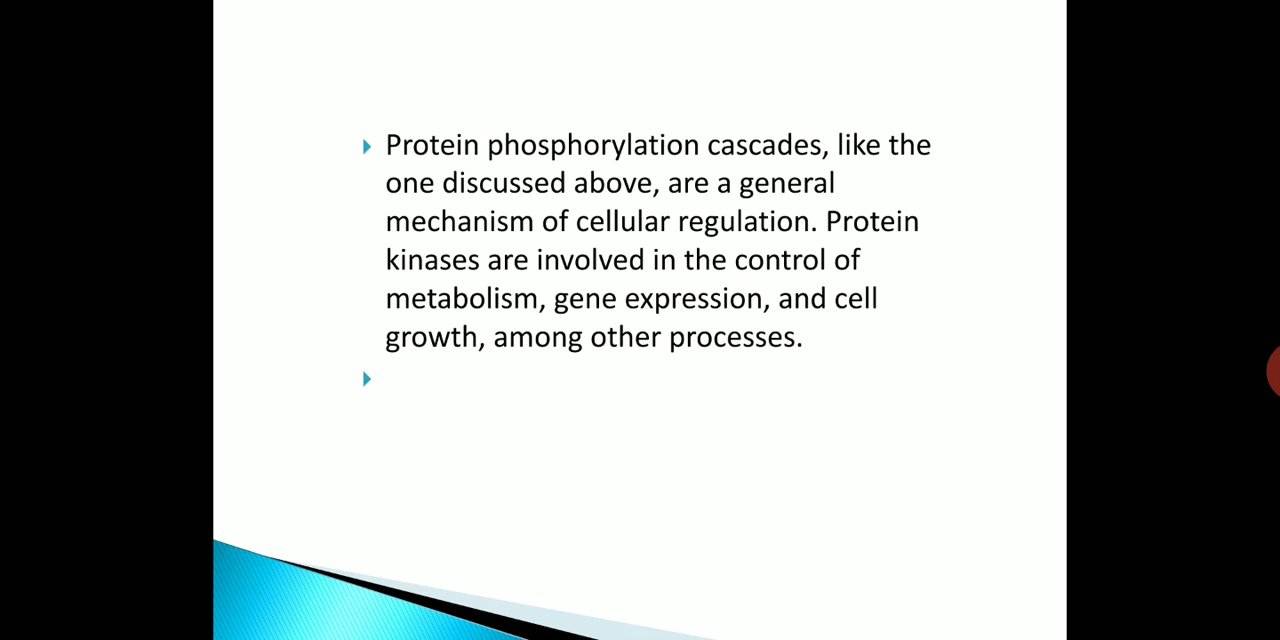 Protein phosphorylation cascades, like the
one discussed above, are a general
mechanism of cellular regulation. Protein
kinases are involved in the control of
metabolism, gene expression, and cell
growth, among other processes.